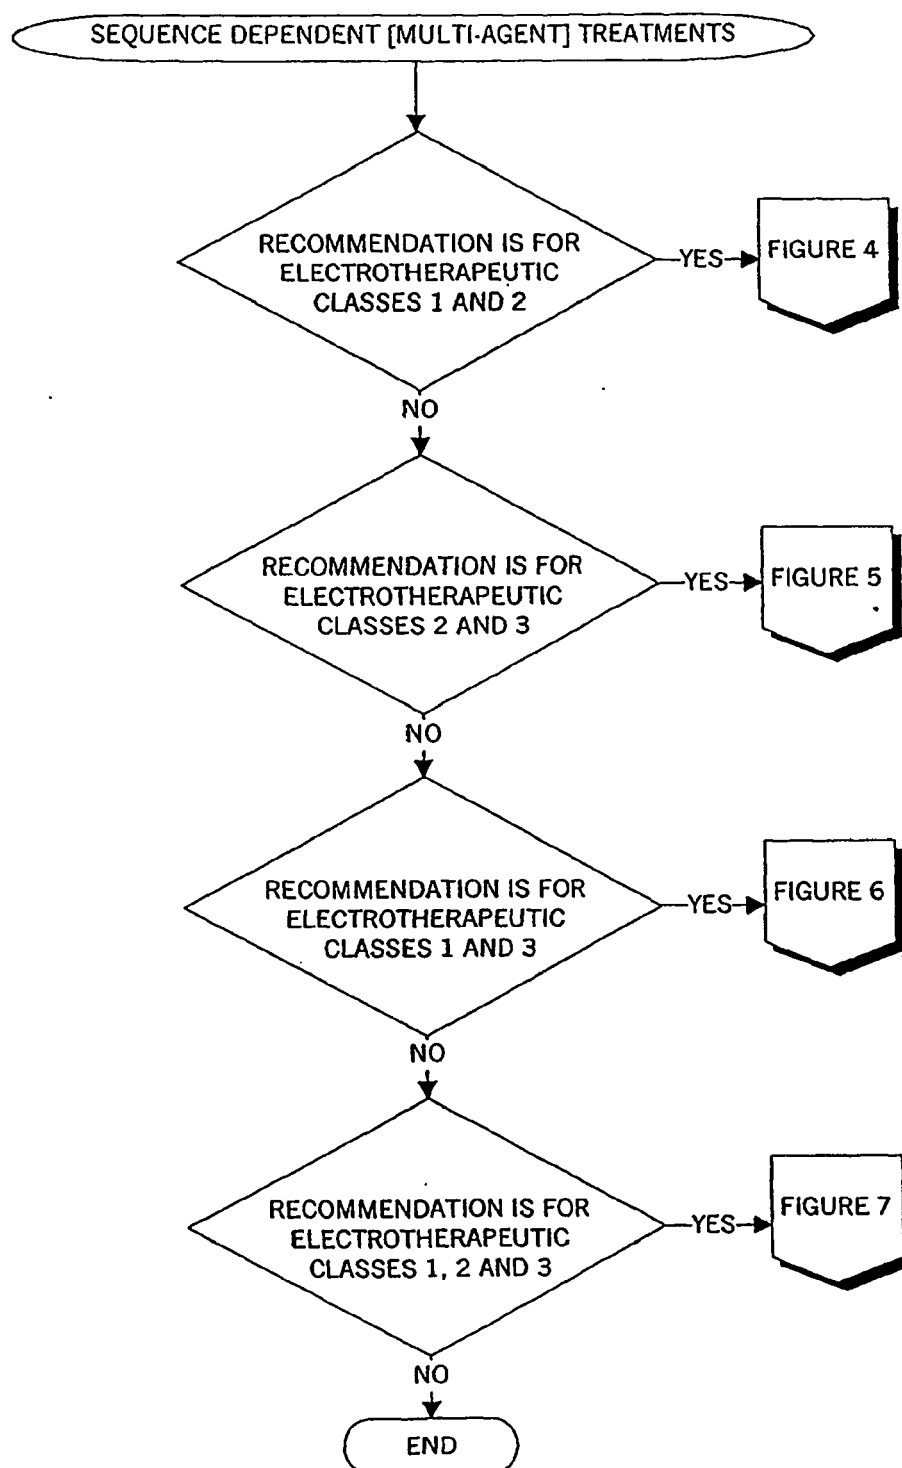 SEQUENCE DEPENDENT [MULTI-AGENT] TREATMENTS
RECOMMENDATION IS FOR
ELECTROTHERAPEUTIC
CLASSES 1 AND 2
YES
FIGURE 4
NO
RECOMMENDATION IS FOR
ELECTROTHERAPEUTIC
CLASSES 2 AND 3
YES
FIGURE 5
NO
RECOMMENDATION IS FOR
ELECTROTHERAPEUTIC
CLASSES 1 AND 3
YES
FIGURE 6
NO
RECOMMENDATION IS FOR
ELECTROTHERAPEUTIC
CLASSES 1, 2 AND 3
YES
FIGURE 7
NO
END